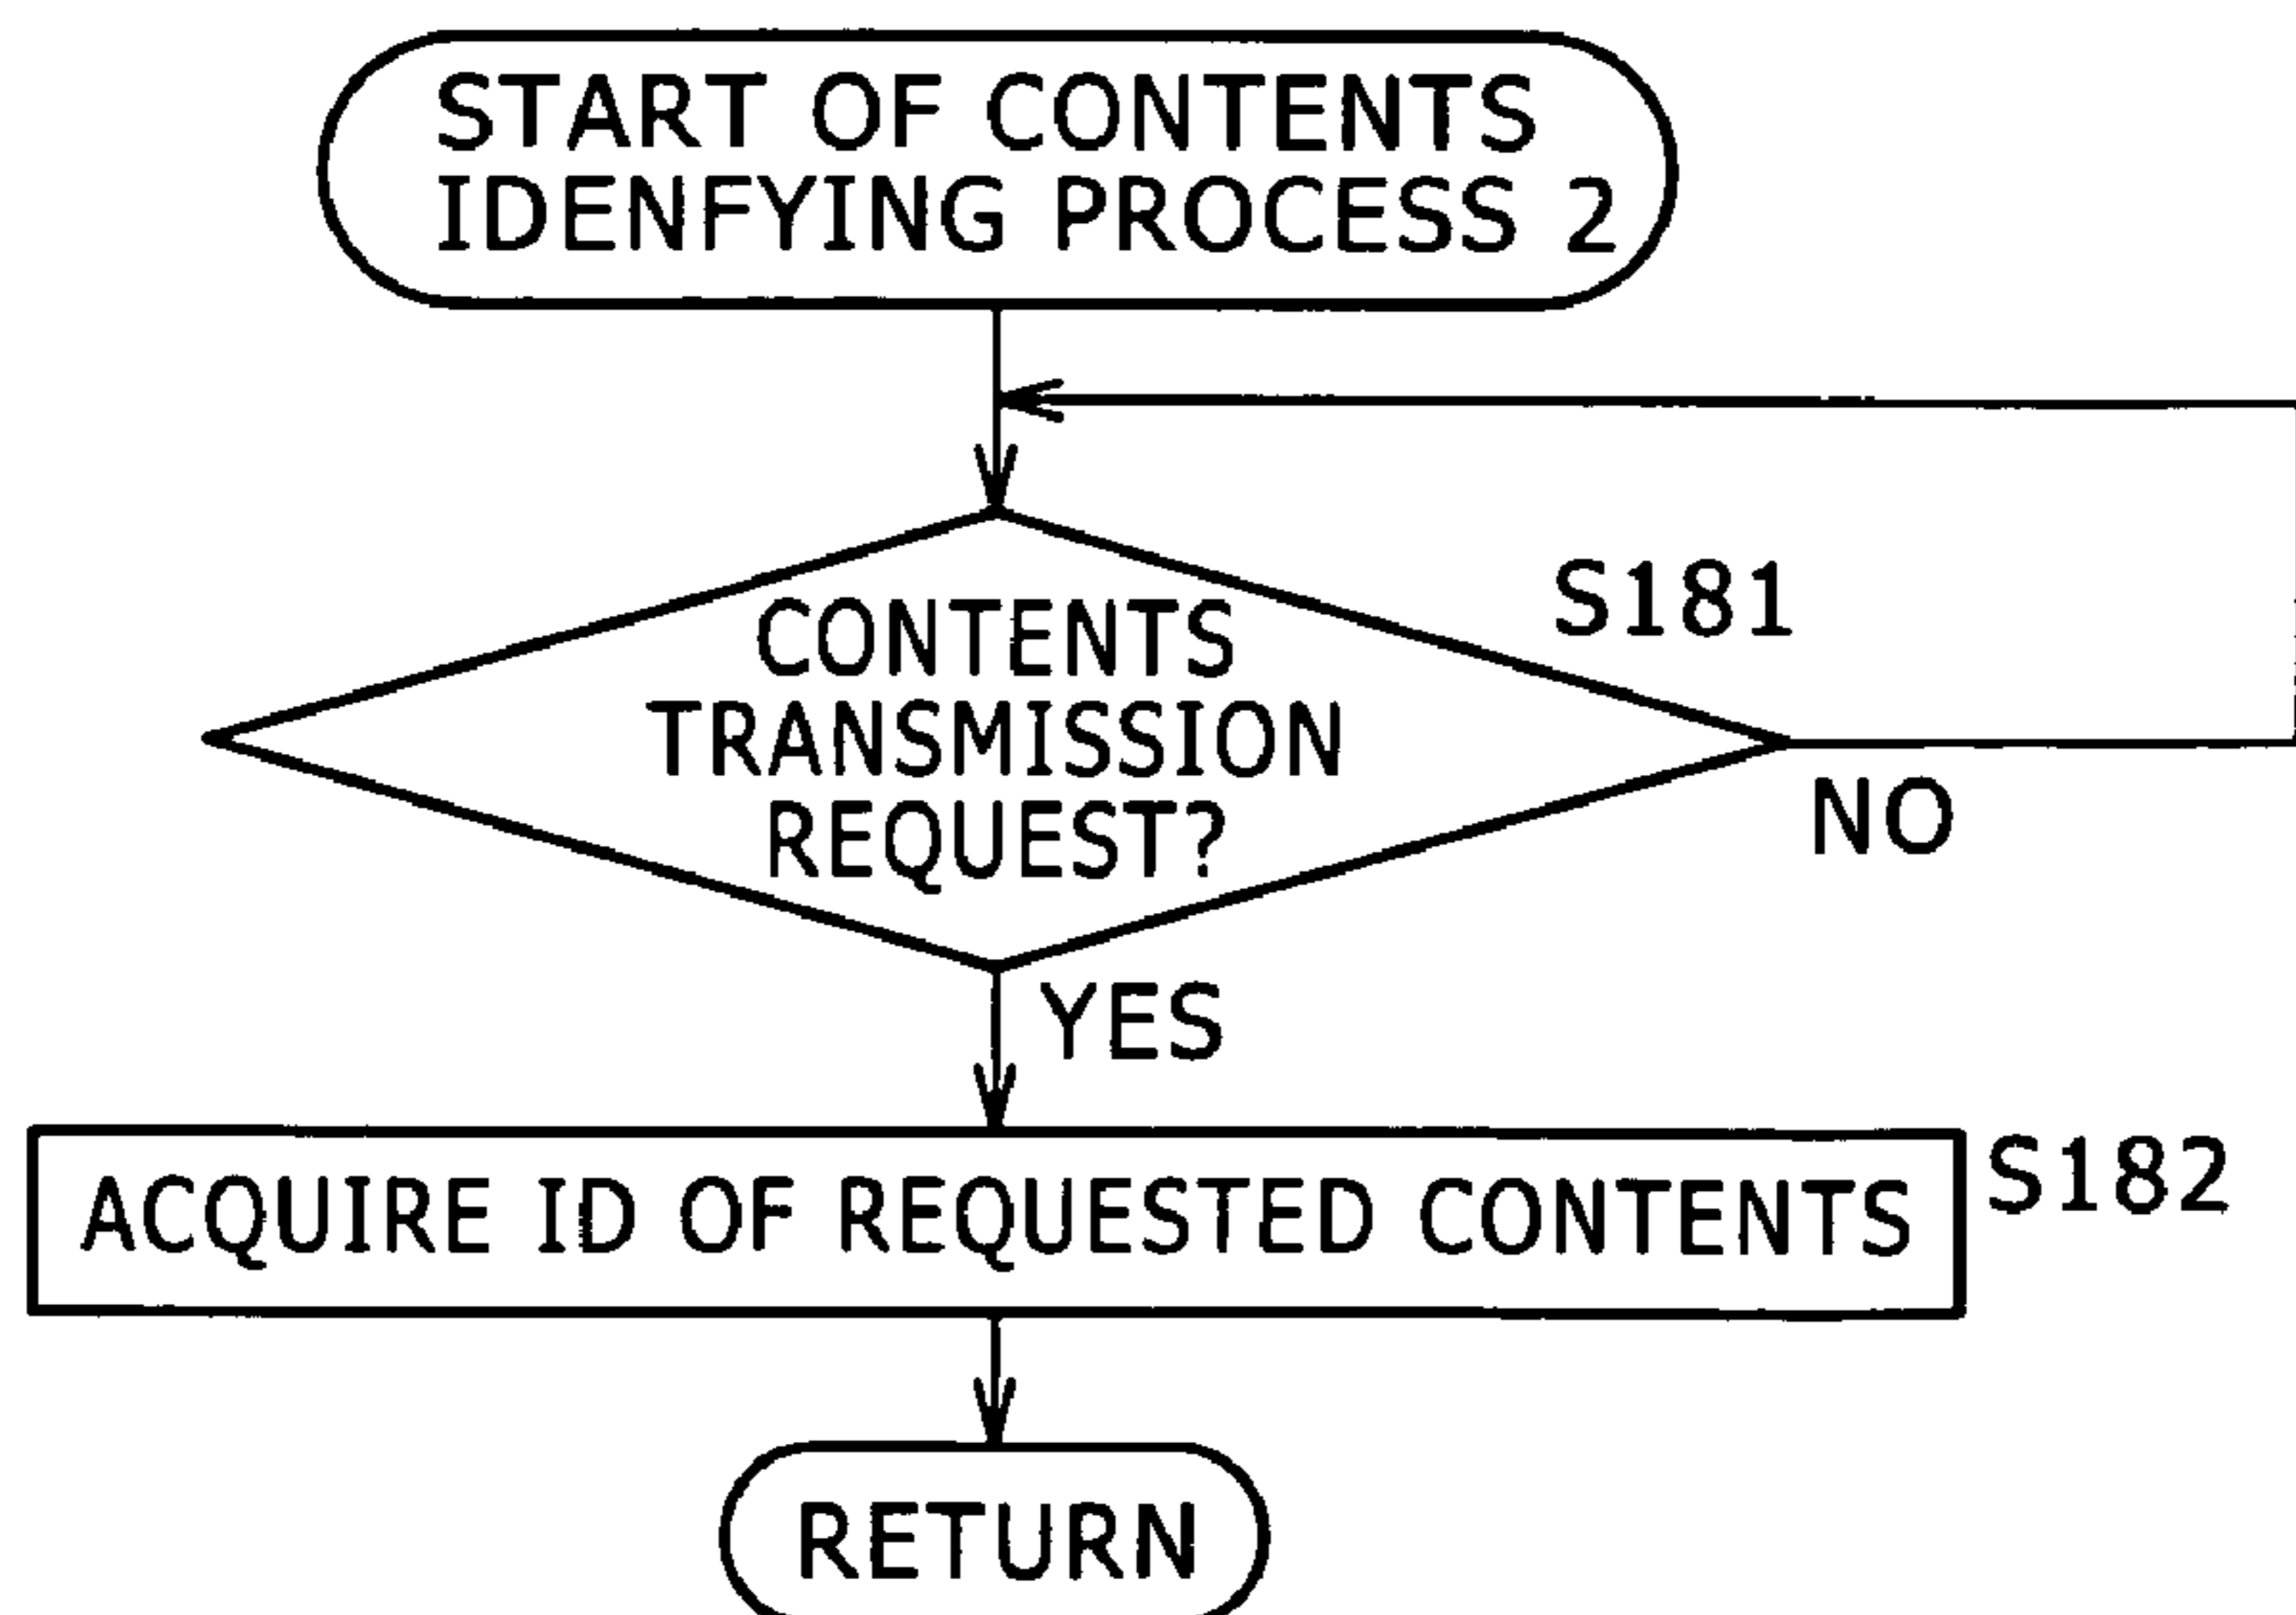 START OF CONTENTS
IDENFYING PROCESS 2
S181
CONTENTS
TRANSMISSION
REQUEST?
NO
YES
S182
ACQUIRE ID OF REQUESTED CONTENTS
RETURN